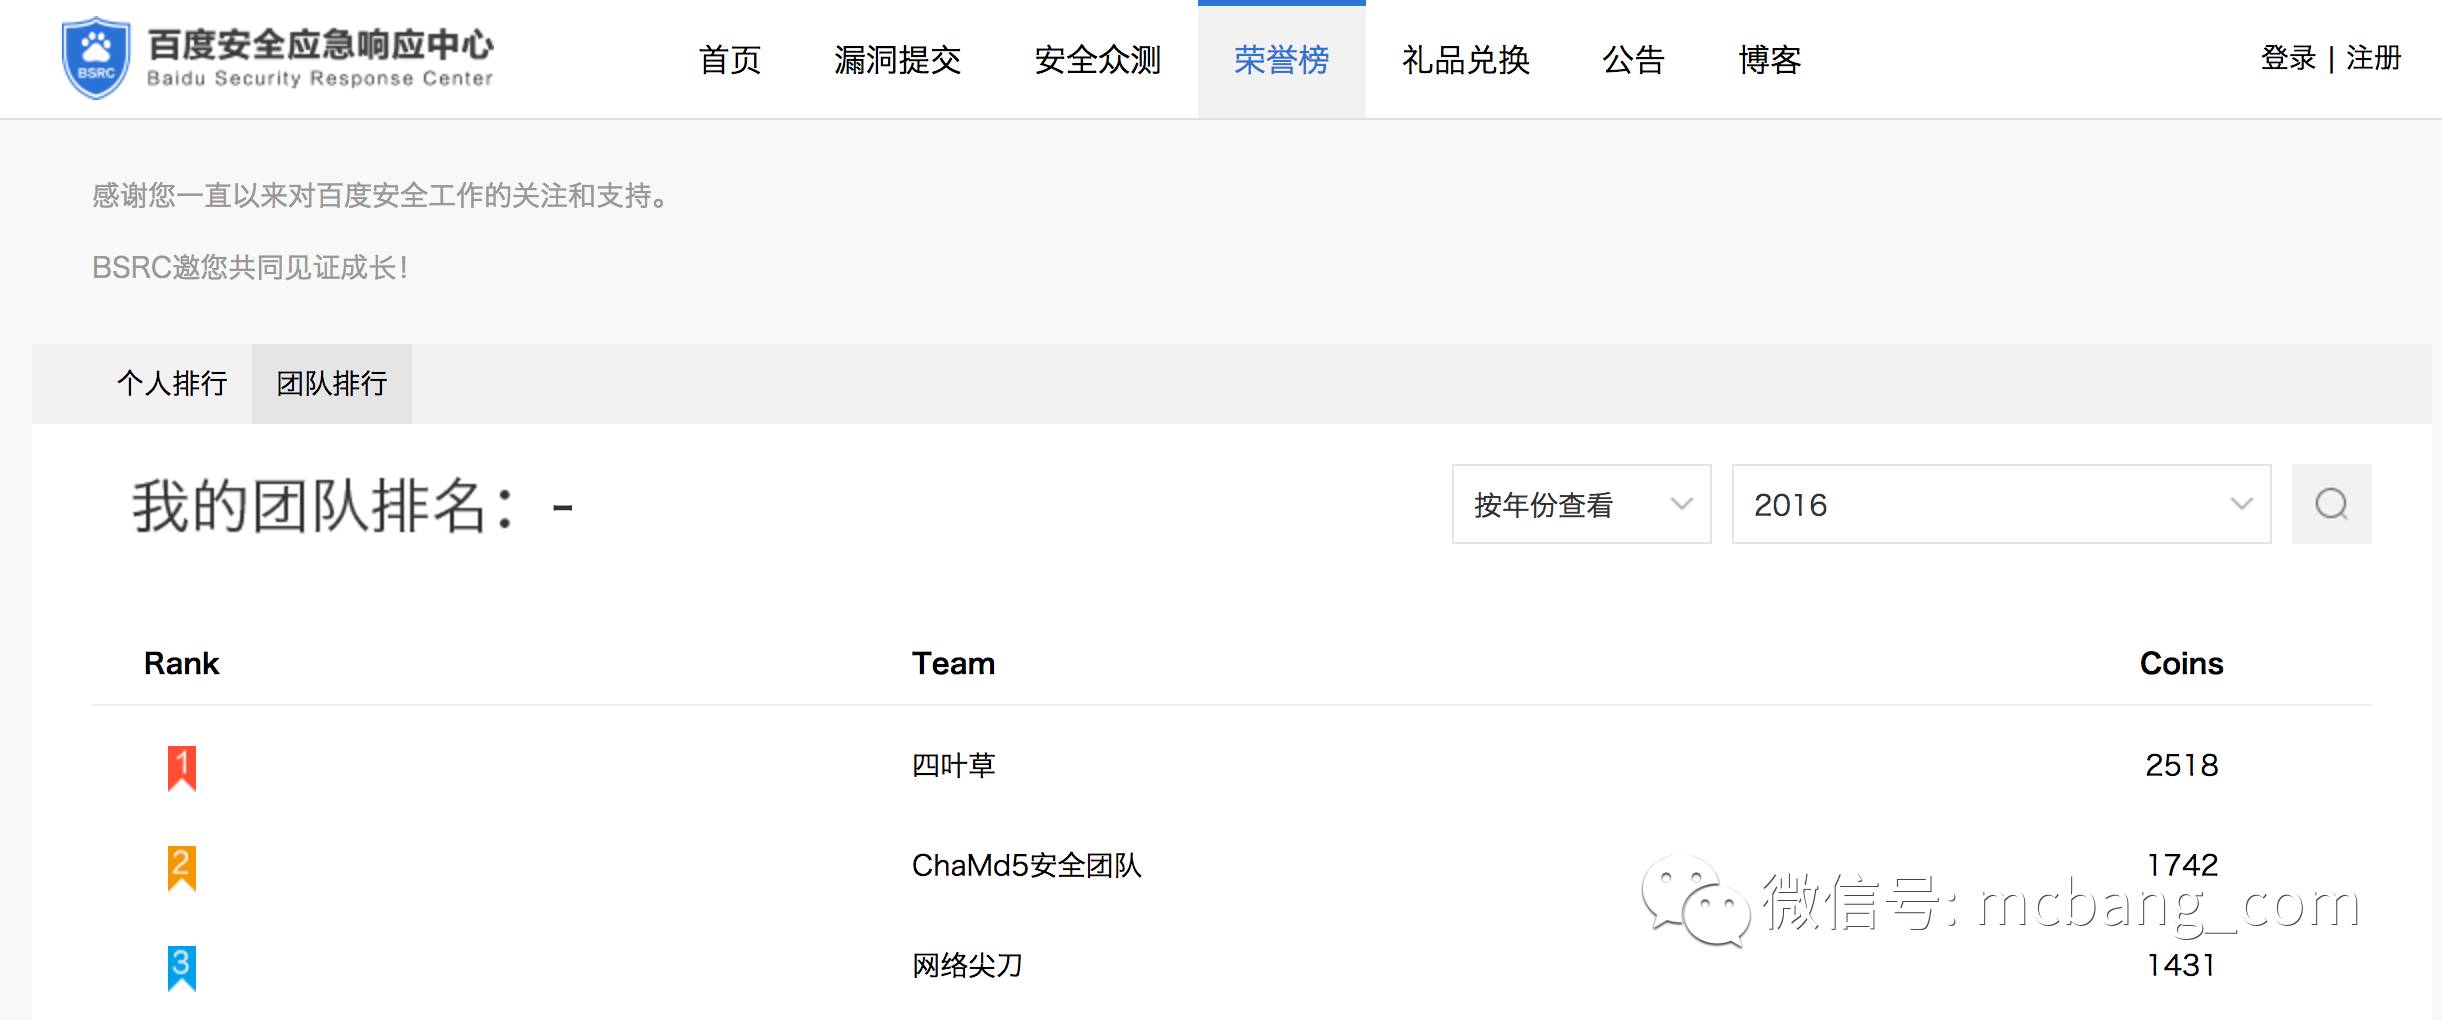 百度安全应急响应中心
Baidu Security Response Center
BSRC
首页 漏洞提交 安全众测 荣誉榜 礼品兑换 公告 博客
登录 | 注册
感谢您一直以来对百度安全工作的关注和支持。
BSRC邀您共同见证成长！
个人排行 团队排行
我的团队排名：-
按年份查看 2016
Rank Team Coins
1 四叶草 2518
2 ChaMd5安全团队 1742
微信号: mcbang_com
3 网络尖刀 1431